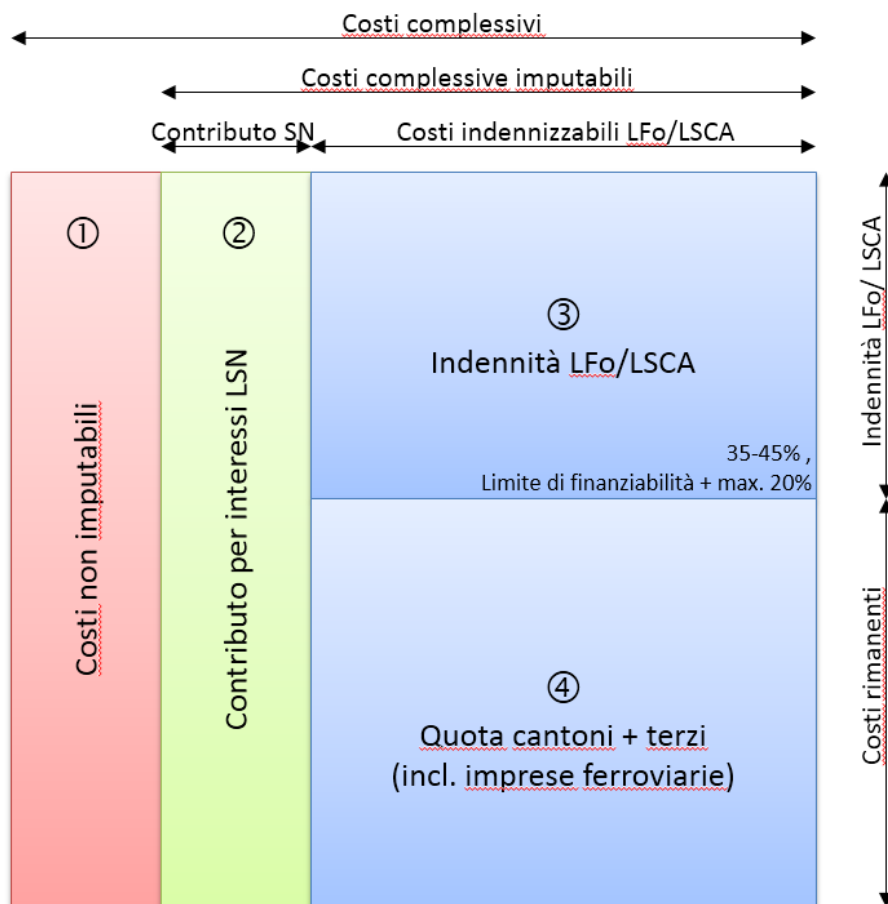 Costi complessivi
Costi complessive imputabili
Contributo SN
Costi indennizzabili LFo/LSCA
①
Costi non imputabili
②
Contributo per interessi LSN
③
Indennità LFo/LSCA
35-45% ,
Limite di finanziabilità + max. 20%
④
Quota cantoni + terzi
(incl. imprese ferroviarie)
Indennità LFo/ LSCA
Costi rimanenti